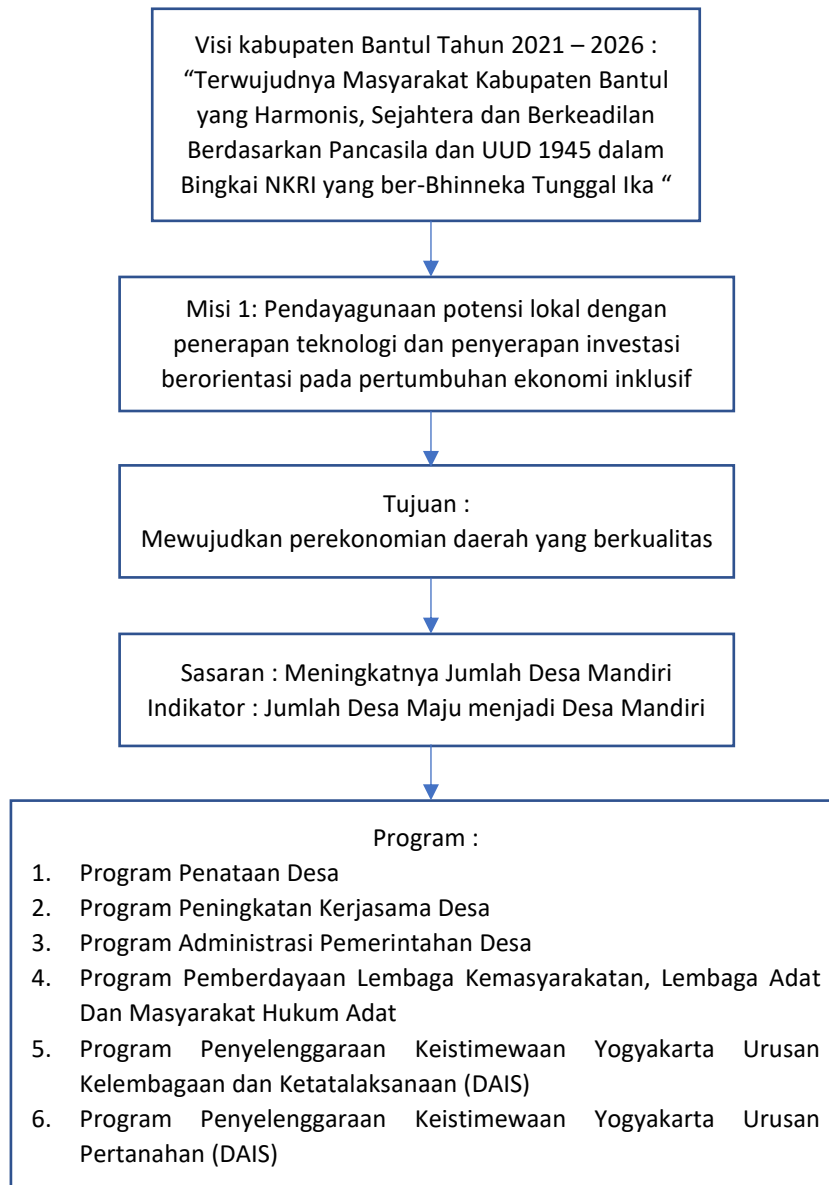 Visi kabupaten Bantul Tahun 2021 – 2026 :
“Terwujudnya Masyarakat Kabupaten Bantul
yang Harmonis, Sejahtera dan Berkeadilan
Berdasarkan Pancasila dan UUD 1945 dalam
Bingkai NKRI yang ber-Bhinneka Tunggal Ika “
Misi 1: Pendayagunaan potensi lokal dengan
penerapan teknologi dan penyerapan investasi
berorientasi pada pertumbuhan ekonomi inklusif
Tujuan :
Mewujudkan perekonomian daerah yang berkualitas
Sasaran : Meningkatnya Jumlah Desa Mandiri
Indikator : Jumlah Desa Maju menjadi Desa Mandiri
Program :
1. Program Penataan Desa
2. Program Peningkatan Kerjasama Desa
3. Program Administrasi Pemerintahan Desa
4. Program Pemberdayaan Lembaga Kemasyarakatan, Lembaga Adat
Dan Masyarakat Hukum Adat
5. Program Penyelenggaraan Keistimewaan Yogyakarta Urusan
Kelembagaan dan Ketatalaksanaan (DAIS)
6. Program Penyelenggaraan Keistimewaan Yogyakarta Urusan
Pertanahan (DAIS)